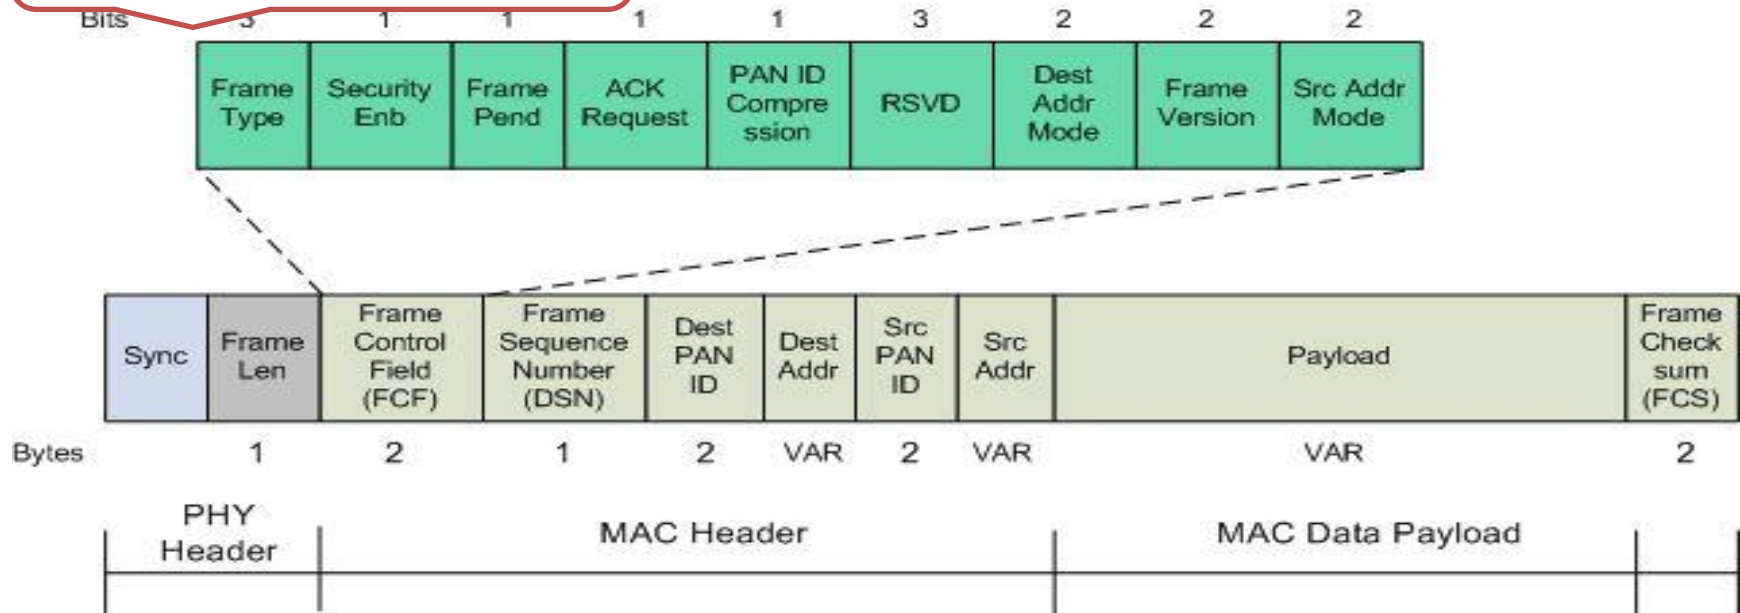 Bits 3 1 1 1 1 3 2 2 2
Frame
Type
Security
Enb
Frame
Pend
ACK
Request
PAN ID
Compre
ssion
RSVD
Dest
Addr
Mode
Frame
Version
Src Addr
Mode
Sync
Frame
Len
Frame
Control
Field
(FCF)
Frame
Sequence
Number
(DSN)
Dest
PAN
ID
Dest
Addr
Src
PAN
ID
Src
Addr
Payload
Frame
Check
sum
(FCS)
Bytes 1 2 1 2 VAR 2 VAR VAR 2
PHY
Header
MAC Header
MAC Data Payload